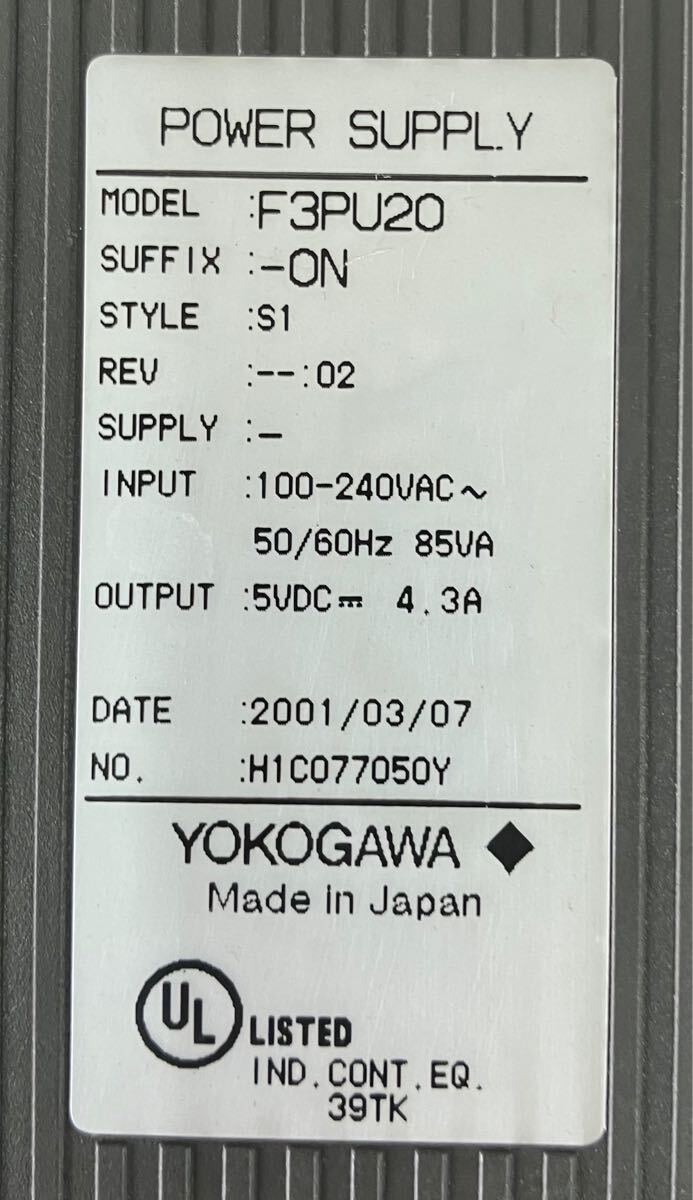 POWER SUPPLY
MODEL :F3PU20
SUFFIX :-0N
STYLE :S1
REV :--:02
SUPPLY :-
INPUT :100-240VAC~
50/60Hz 85VA
OUTPUT :5VDC⎓ 4.3A
DATE :2001/03/07
NO. :H1C077050Y
YOKOGAWA ◆
Made in Japan
UL LISTED
IND.CONT.EQ.
39TK